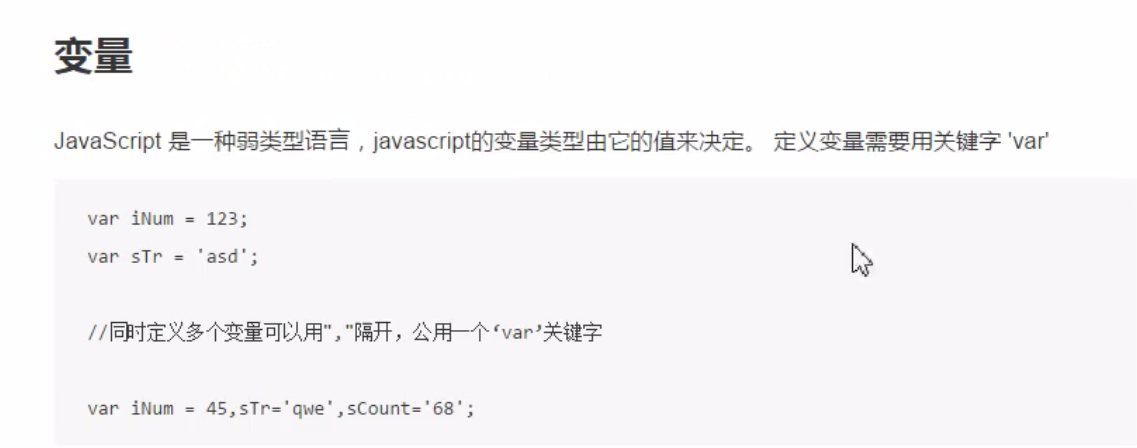 变量
JavaScript 是一种弱类型语言，javascript的变量类型由它的值来决定。 定义变量需要用关键字 'var'
var iNum = 123;
var sTr = 'asd';
//同时定义多个变量可以用","隔开，公用一个‘var’关键字
var iNum = 45,sTr='qwe',sCount='68';